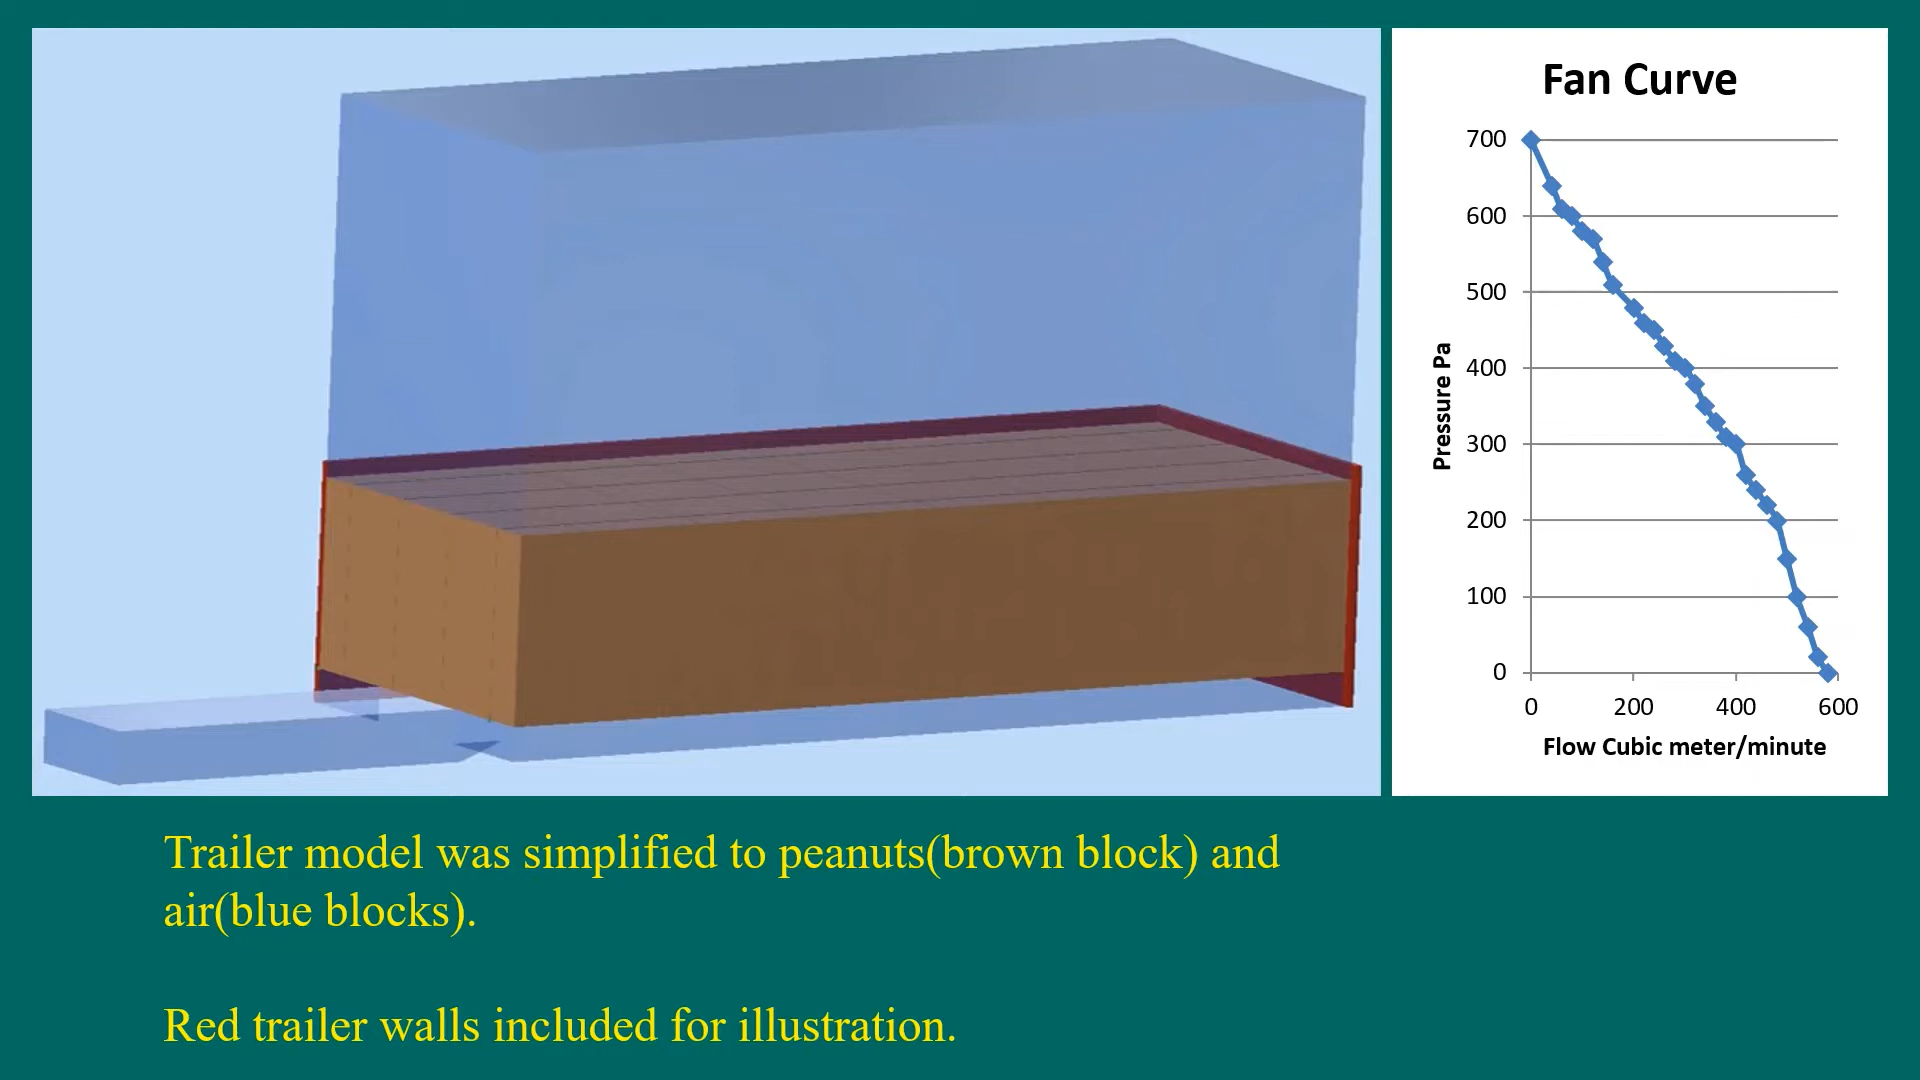 Fan Curve
700
600
500
400
300
200
100
0
Pressure Pa
0 200 400 600
Flow Cubic meter/minute
Trailer model was simplified to peanuts(brown block) and
air(blue blocks).
Red trailer walls included for illustration.